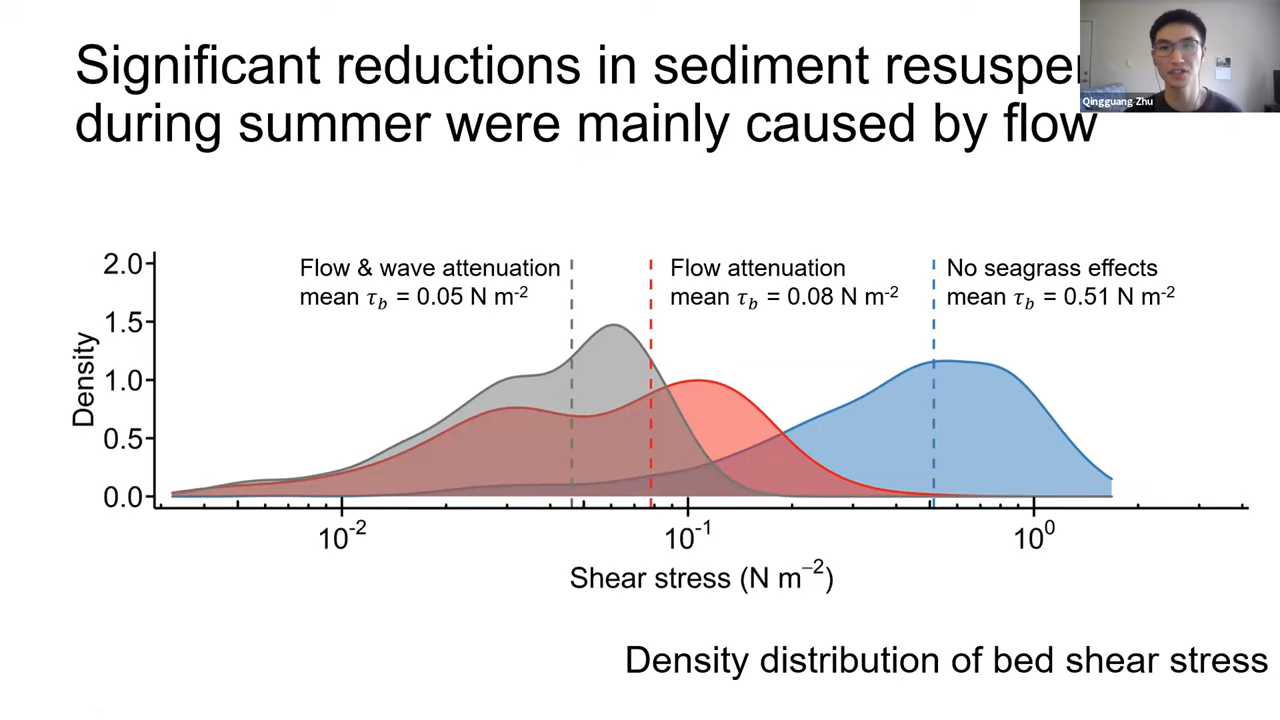 Significant reductions in sediment
during summer were mainly caused by flow
Qingguang Zhu
Flow & wave attenuation
mean τb = 0.05 N m-2
Flow attenuation
mean τb = 0.08 N m-2
No seagrass effects
mean τb = 0.51 N m-2
Density
2.0
1.5
1.0
0.5
0.0
10-2
10-1
100
Shear stress (N m−2)
Density distribution of bed shear stress